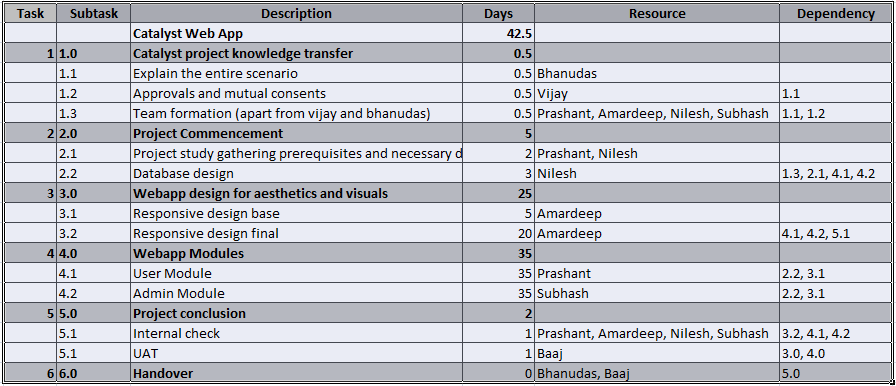 Task Subtask Description Days Resource Dependency
Catalyst Web App 42.5
1 1.0 Catalyst project knowledge transfer 0.5
1.1 Explain the entire scenario 0.5 Bhanudas
1.2 Approvals and mutual consents 0.5 Vijay 1.1
1.3 Team formation (apart from vijay and bhanudas) 0.5 Prashant, Amardeep, Nilesh, Subhash 1.1, 1.2
2 2.0 Project Commencement 5
2.1 Project study gathering prerequisites and necessary d 2 Prashant, Nilesh
2.2 Database design 3 Nilesh 1.3, 2.1, 4.1, 4.2
3 3.0 Webapp design for aesthetics and visuals 25
3.1 Responsive design base 5 Amardeep
3.2 Responsive design final 20 Amardeep 4.1, 4.2, 5.1
4 4.0 Webapp Modules 35
4.1 User Module 35 Prashant 2.2, 3.1
4.2 Admin Module 35 Subhash 2.2, 3.1
5 5.0 Project conclusion 2
5.1 Internal check 1 Prashant, Amardeep, Nilesh, Subhash 3.2, 4.1, 4.2
5.1 UAT 1 Baaj 3.0, 4.0
6 6.0 Handover 0 Bhanudas, Baaj 5.0